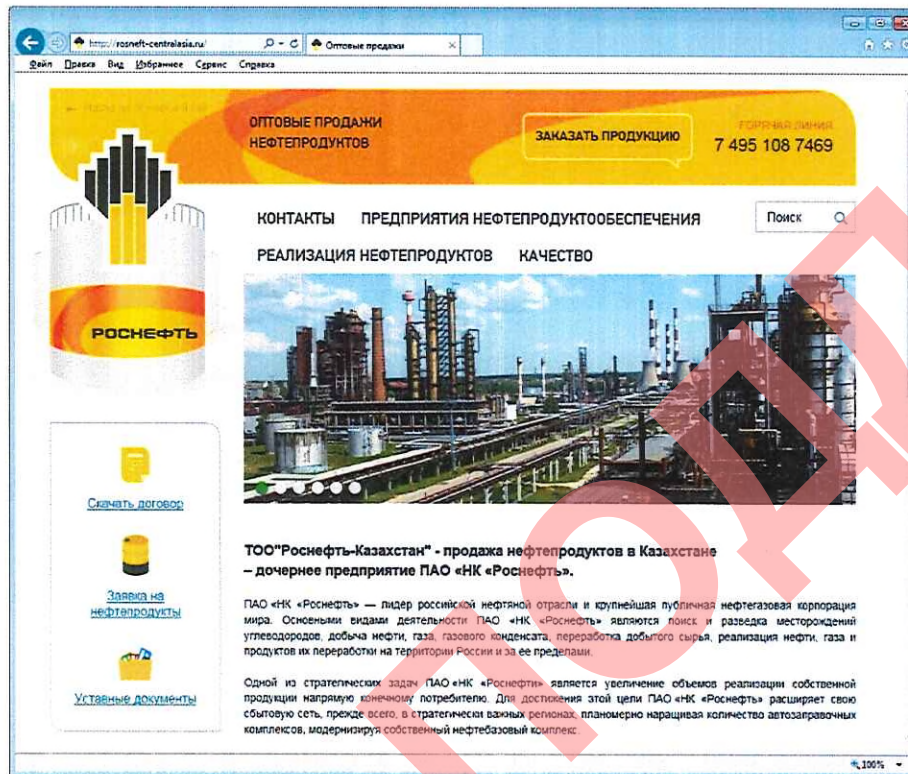 http://rosneft-centralasia.ru/
Оптовые продажи
Файл Правка Вид Избранное Сервис Справка
ОПТОВЫЕ ПРОДАЖИ
НЕФТЕПРОДУКТОВ
ЗАКАЗАТЬ ПРОДУКЦИЮ
ГОРЯЧАЯ ЛИНИЯ
7 495 108 7469
КОНТАКТЫ ПРЕДПРИЯТИЯ НЕФТЕПРОДУКТООБЕСПЕЧЕНИЯ
Поиск
РЕАЛИЗАЦИЯ НЕФТЕПРОДУКТОВ КАЧЕСТВО
РОСНЕФТЬ
Скачать договор
Заявка на
нефтепродукты
Уставные документы
ТОО"Роснефть-Казахстан" - продажа нефтепродуктов в Казахстане
– дочернее предприятие ПАО «НК «Роснефть».
ПАО «НК «Роснефть» — лидер российской нефтяной отрасли и крупнейшая публичная нефтегазовая корпорация
мира. Основными видами деятельности ПАО «НК «Роснефть» являются поиск и разведка месторождений
углеводородов, добыча нефти, газа, газового конденсата, переработка добытого сырья, реализация нефти, газа и
продуктов их переработки на территории России и за ее пределами.
Одной из стратегических задач ПАО «НК «Роснефти» является увеличение объемов реализации собственной
продукции напрямую конечному потребителю. Для достижения этой цели ПАО «НК «Роснефть» расширяет свою
сбытовую сеть, прежде всего, в стратегически важных регионах, планомерно наращивая количество автозаправочных
комплексов, модернизируя собственный нефтебазовый комплекс.
100%
ПОДД